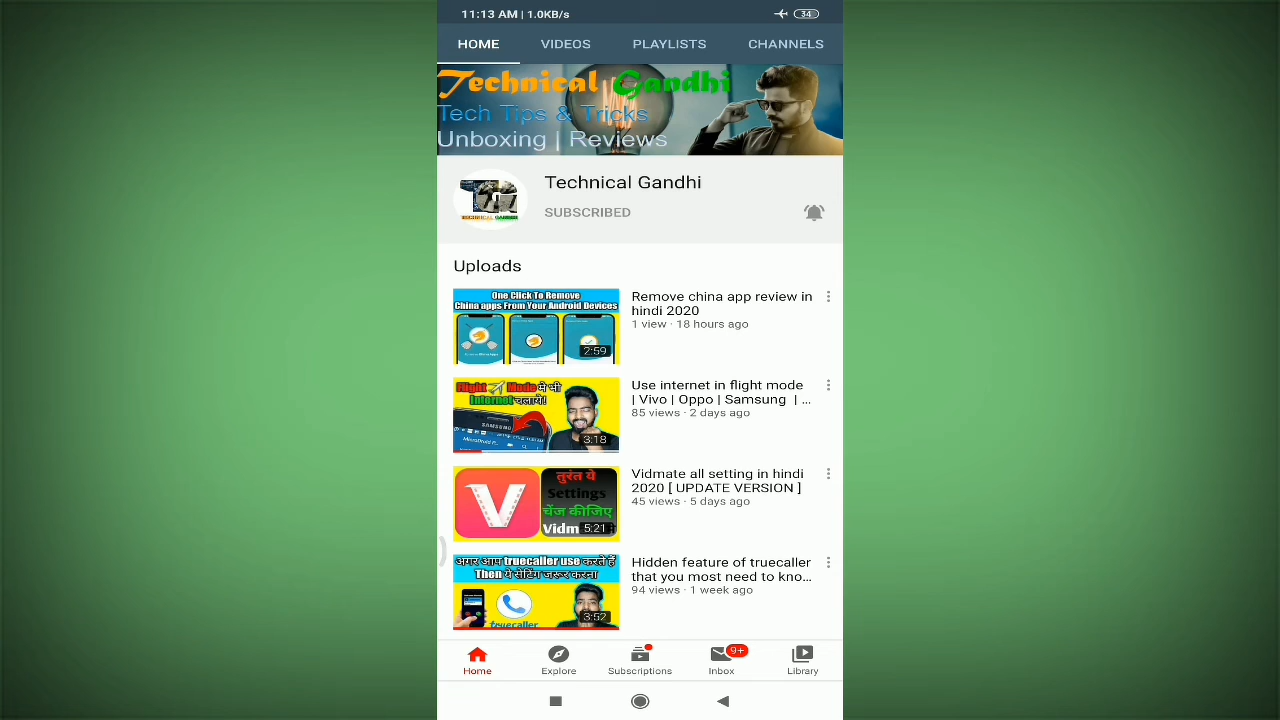 11:13 AM | 1.0KB/s
34
HOME VIDEOS PLAYLISTS CHANNELS
Technical Gandhi
Tech Tips & Tricks
Unboxing | Reviews
TECHNICAL GANDHI
Technical Gandhi
SUBSCRIBED
Uploads
One Click To Remove
China apps From Your Android Devices
2:59
Remove china app review in
hindi 2020
1 view · 18 hours ago
Flight Mode में भी
Internet चलाये!
SAMSUNG
3:18
Use internet in flight mode
| Vivo | Oppo | Samsung | ...
85 views · 2 days ago
तुरंत ये
Settings
चेंज कीजिए
Vidm
5:21
Vidmate all setting in hindi
2020 [ UPDATE VERSION ]
45 views · 5 days ago
अगर आप truecaller use करते हैं
Then ये सेटिंग जरूर करना
truecaller
3:52
Hidden feature of truecaller
that you most need to kno...
94 views · 1 week ago
9+
Home Explore Subscriptions Inbox Library